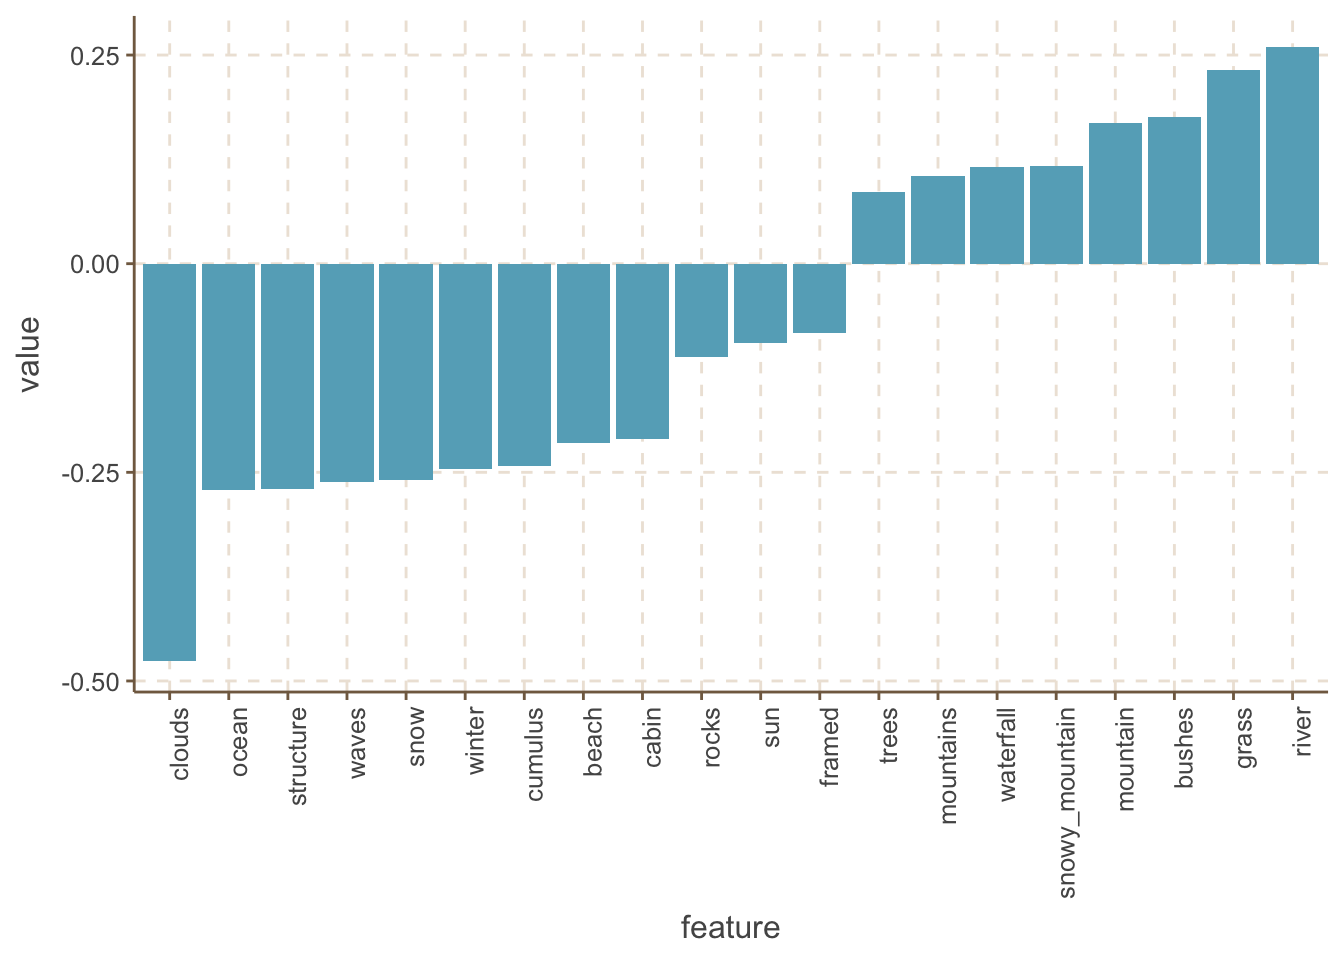 value
0.25
0.00
-0.25
-0.50
clouds
ocean
structure
waves
snow
winter
cumulus
beach
cabin
rocks
sun
framed
trees
mountains
waterfall
snowy_mountain
mountain
bushes
grass
river
feature